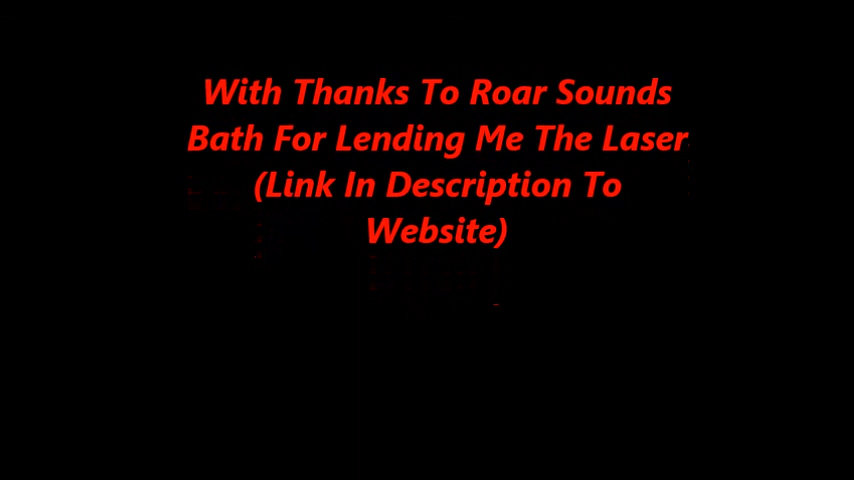 With Thanks To Roar Sounds
Bath For Lending Me The Laser
(Link In Description To
Website)